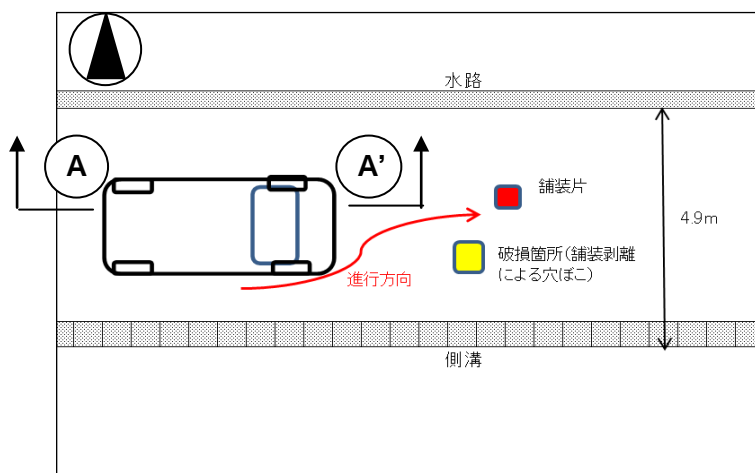 水路
A
A’
舗装片
4.9m
破損箇所(舗装剥離
による穴ぼこ)
進行方向
側溝